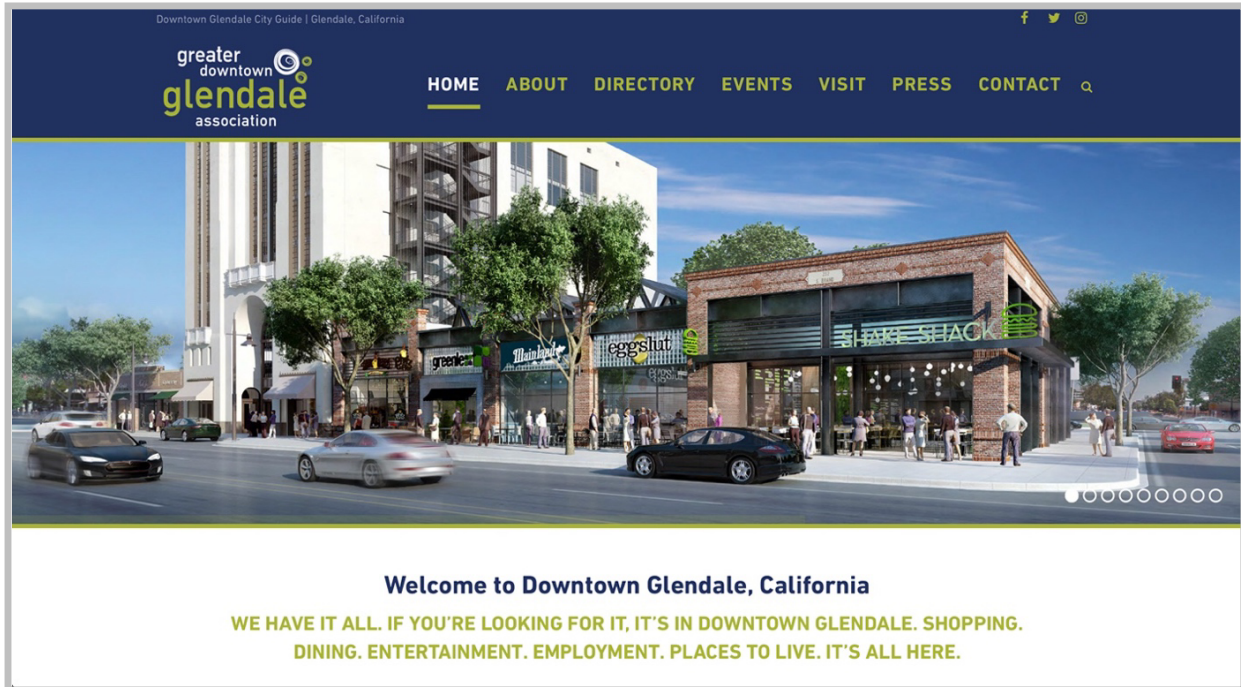 Downtown Glendale City Guide | Glendale, California
greater
downtown
glendale
association
HOME ABOUT DIRECTORY EVENTS VISIT PRESS CONTACT
greenleaf
Mainland
eggslut
eggslut
SHAKE SHACK
Welcome to Downtown Glendale, California
WE HAVE IT ALL. IF YOU'RE LOOKING FOR IT, IT'S IN DOWNTOWN GLENDALE. SHOPPING.
DINING. ENTERTAINMENT. EMPLOYMENT. PLACES TO LIVE. IT'S ALL HERE.